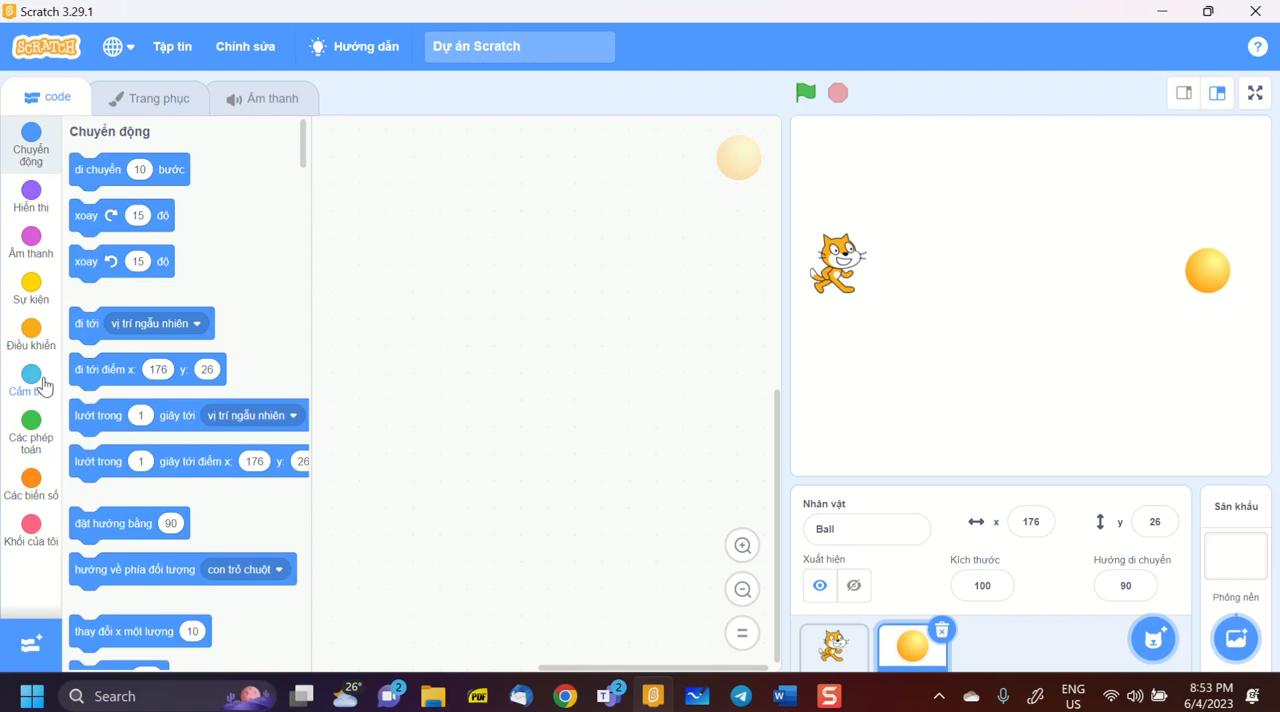 Scratch 3.29.1
SCRATCH
Tập tin
Chính sửa
Hướng dẫn
Dự án Scratch
?
code
Trang phục
Âm thanh
Chuyển động
Hiển thị
Âm thanh
Sự kiện
Điều khiển
Các phép toán
Các biến số
Khối của tôi
Chuyển động
di chuyển 10 bước
xoay 15 độ
xoay 15 độ
đi tới vị trí ngẫu nhiên
đi tới điểm x: 176 y: 26
lướt trong 1 giây tới vị trí ngẫu nhiên
lướt trong 1 giây tới điểm x: 176 y: 26
đặt hướng bằng 90
hướng về phía đối tượng con trỏ chuột
thay đổi x một lượng 10
Nhân vật
Ball
x 176
y 26
Xuất hiện
Kích thước
100
Hướng di chuyển
90
Sân khấu
Phông nền
Search
26°
2
PDF
2
ENG
US
8:53 PM
6/4/2023